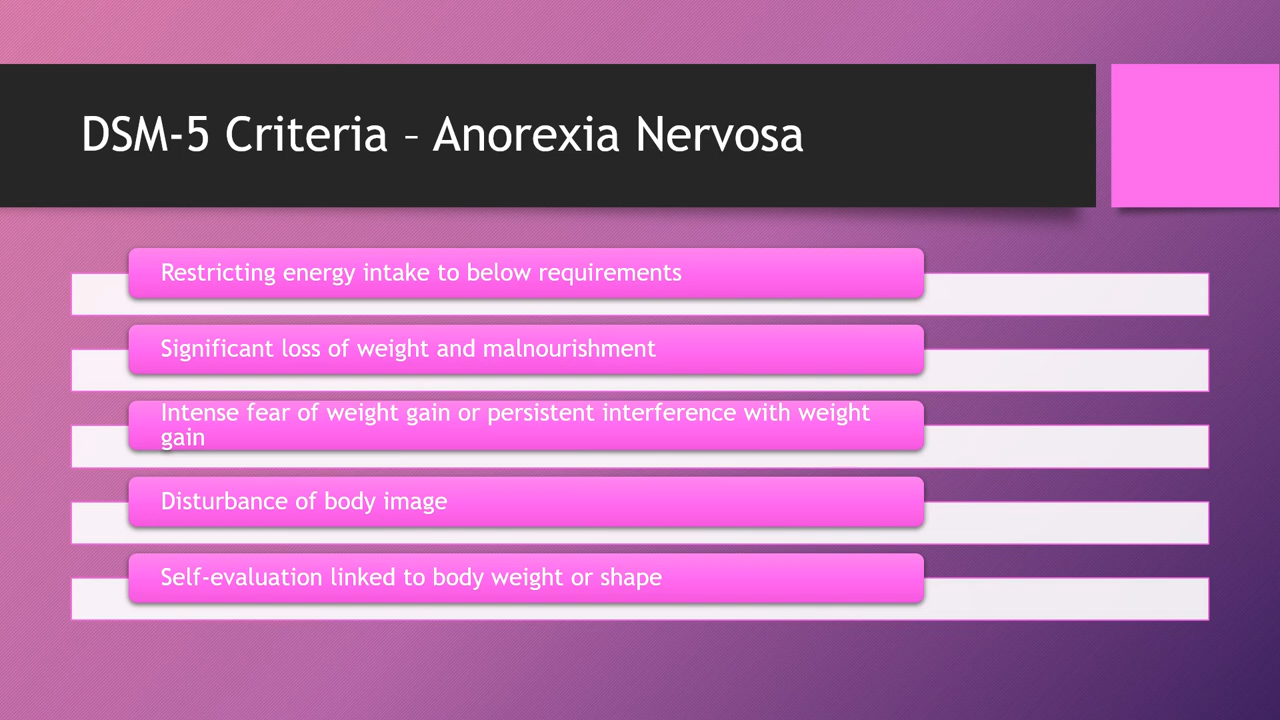 DSM-5 Criteria – Anorexia Nervosa
Restricting energy intake to below requirements
Significant loss of weight and malnourishment
Intense fear of weight gain or persistent interference with weight
gain
Disturbance of body image
Self-evaluation linked to body weight or shape